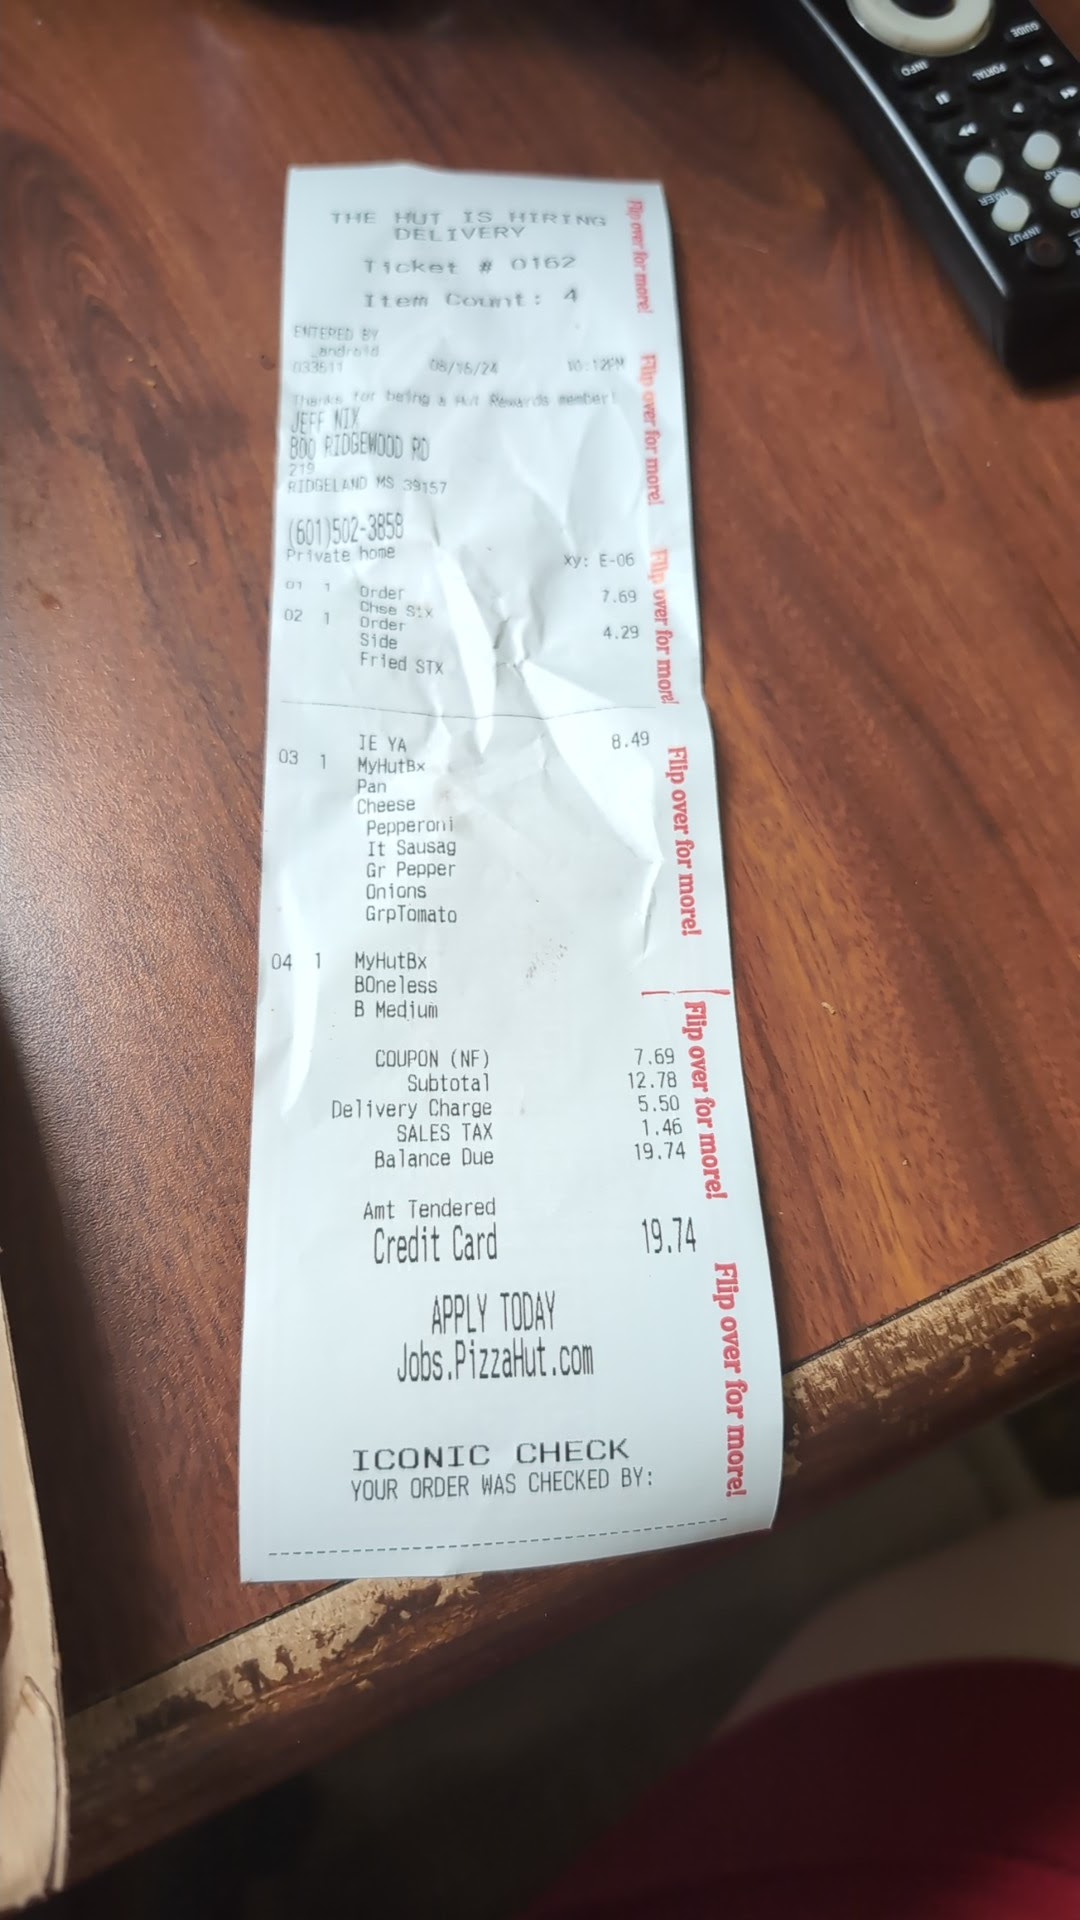 THE HUT IS HIRING
DELIVERY
Ticket # 0162
Item Count: 4
ENTERED BY
_android
033511 08/16/24 10:12PM
Thanks for being a Hut Rewards member!
JEFF NIX
800 RIDGEWOOD RD
219
RIDGELAND MS 39157
(601)502-3858
Private home xy: E-06
01 1 Order 7.69
Chse Stx
02 1 Order 4.29
Side
Fried STX
IE YA 8.49
03 1 MyHutBx
Pan
Cheese
Pepperoni
It Sausag
Gr Pepper
Onions
GrpTomato
04 1 MyHutBx
BOneless
B Medium
COUPON (NF) 7.69
Subtotal 12.78
Delivery Charge 5.50
SALES TAX 1.46
Balance Due 19.74
Amt Tendered
Credit Card 19.74
APPLY TODAY
Jobs.PizzaHut.com
ICONIC CHECK
YOUR ORDER WAS CHECKED BY:
Flip over for more!
Flip over for more!
Flip over for more!
Flip over for more!
Flip over for more!
Flip over for more!
GUIDE
INFO
PORTAL
INPUT